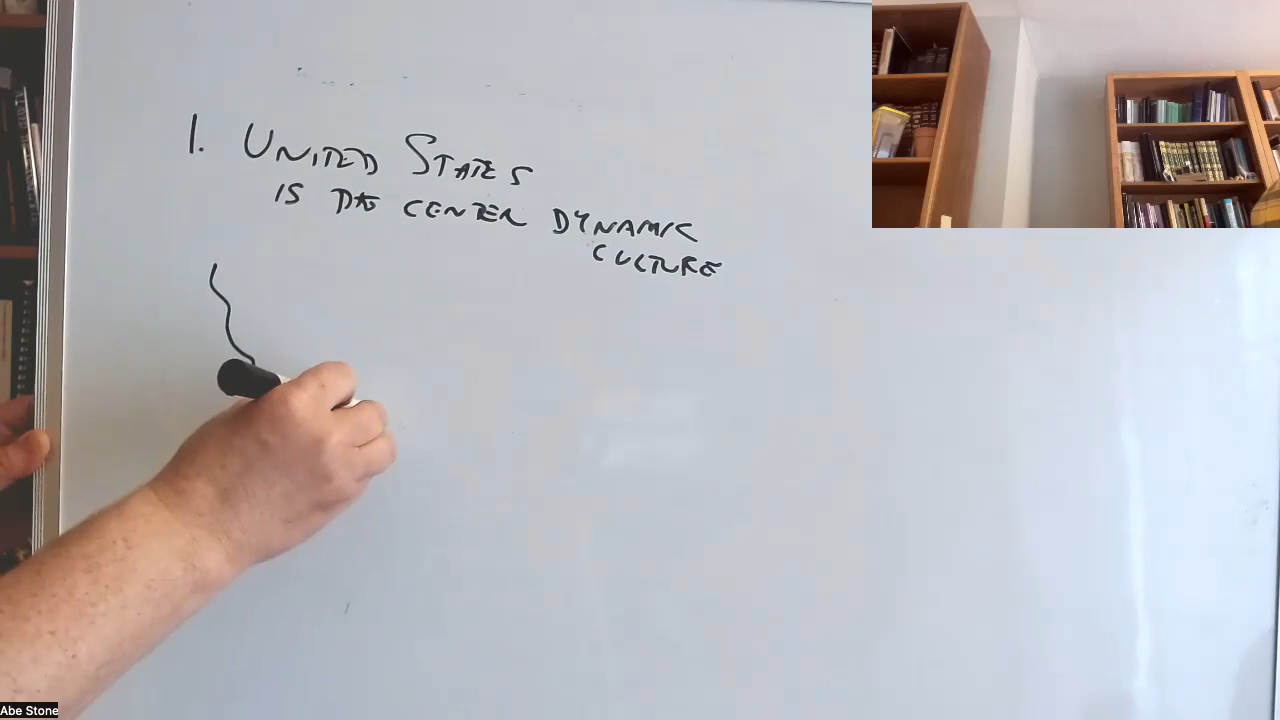 1. UNITED STATES
IS THE CENTER DYNAMIC
CULTURE
Abe Stone